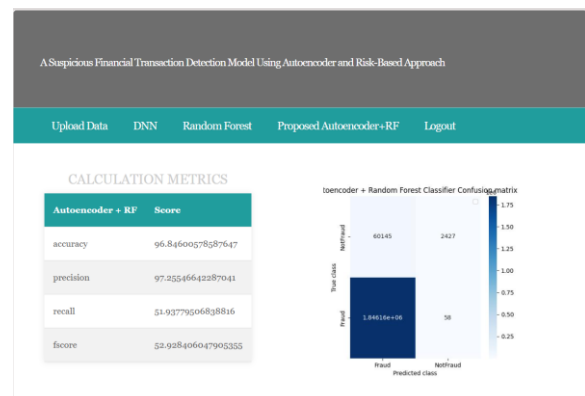 A Suspicious Financial Transaction Detection Model Using Autoencoder and Risk-Based Approach
Upload Data DNN Random Forest Proposed Autoencoder+RF Logout
CALCULATION METRICS
Autoencoder + RF Score
accuracy 96.84600578587647
precision 97.25546642287041
recall 51.93779506838816
fscore 52.928406047905355
toencoder + Random Forest Classifier Confusion matrix
1.75
NotFraud 60145 2427
1.50
1.25
True class
1.00
0.75
Fraud 1.84616e+06 58
0.50
0.25
Fraud NotFraud
Predicted class